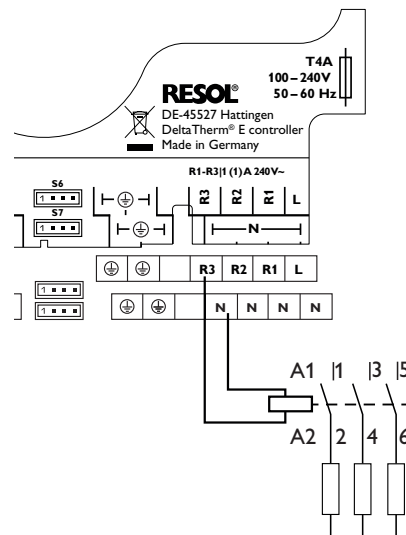 T4A
100 – 240V
50 – 60 Hz
RESOL®
DE-45527 Hattingen
DeltaTherm® E controller
Made in Germany
R1-R3|1 (1) A 240V~
S6
1
R3 R2 R1 L
S7
1
N
R3 R2 R1 L
1
1
N N N N
A1 |1 |3 |5
A2 2 4 6